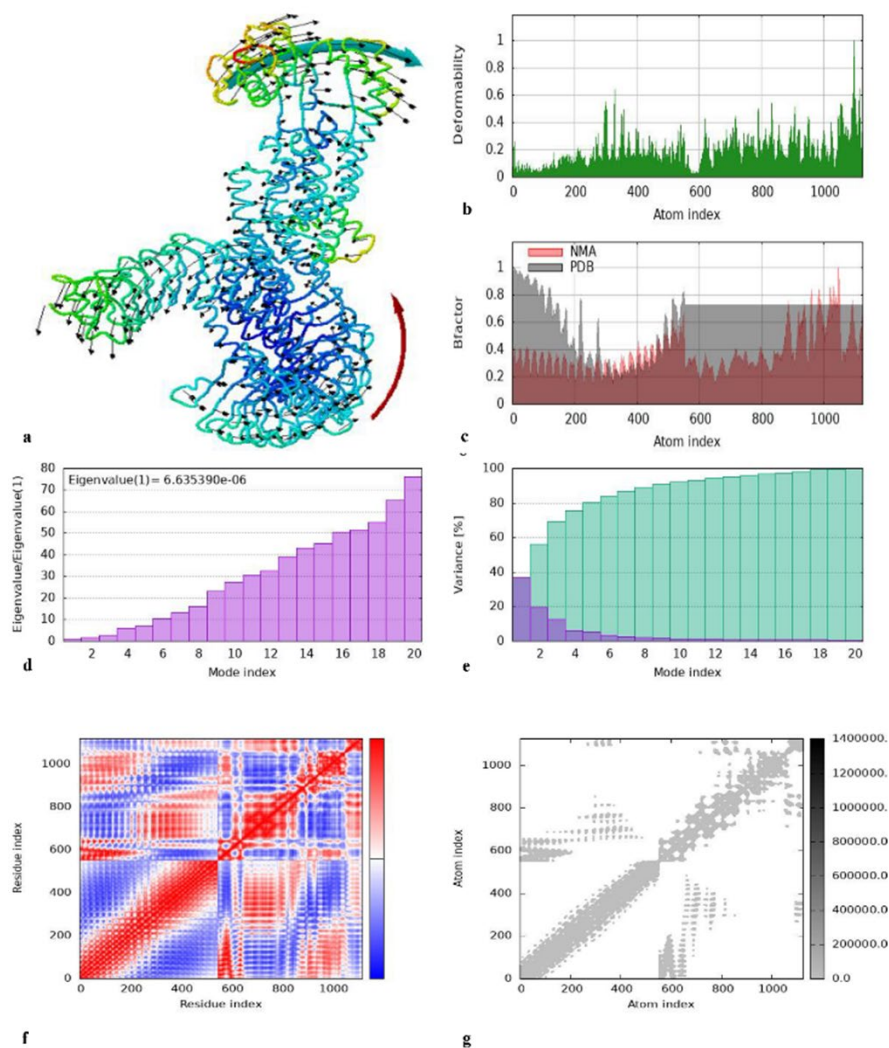 a
1
0.8
0.6
0.4
0.2
0
Deformability
0 200 400 600 800 1000
Atom index
b
1
0.8
0.6
0.4
0.2
0
Bfactor
NMA
PDB
0 200 400 600 800 1000
Atom index
c
80
70
60
50
40
30
20
10
0
Eigenvalue/Eigenvalue(1)
Eigenvalue(1)= 6.635390e-06
2 4 6 8 10 12 14 16 18 20
Mode index
d
100
80
60
40
20
0
Variance [%]
2 4 6 8 10 12 14 16 18 20
Mode index
e
1000
800
600
400
200
0
Residue index
0 200 400 600 800 1000
Residue index
f
1000
800
600
400
200
0
Atom index
0 200 400 600 800 1000
Atom index
1400000.
1200000.
1000000.
800000.0
600000.0
400000.0
200000.0
0.0
g